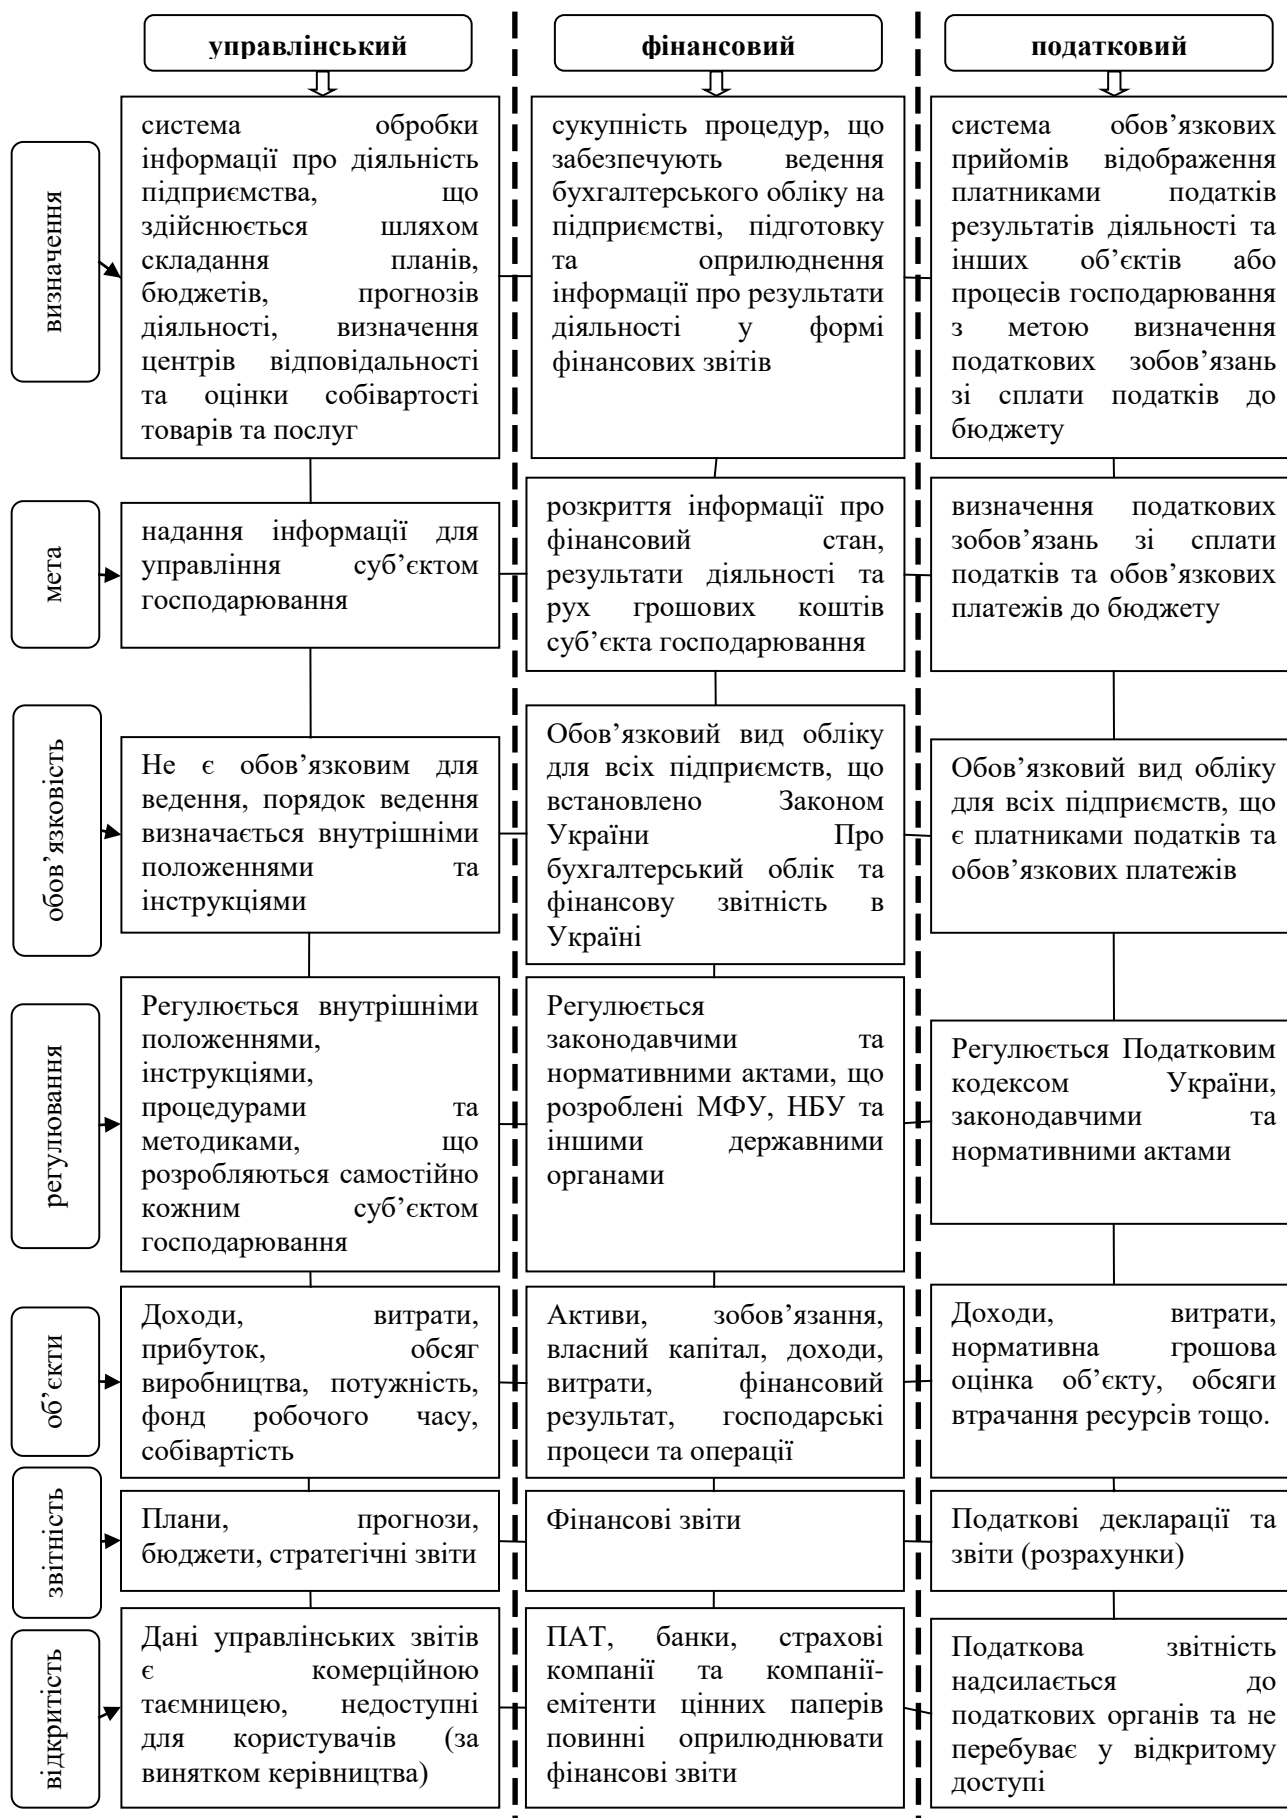 управлінський
фінансовий
податковий
визначення
система обробки
інформації про діяльність
підприємства, що
здійснюється шляхом
складання планів,
бюджетів, прогнозів
діяльності, визначення
центрів відповідальності
та оцінки собівартості
товарів та послуг
сукупність процедур, що
забезпечують ведення
бухгалтерського обліку на
підприємстві, підготовку
та оприлюднення
інформації про результати
діяльності у формі
фінансових звітів
система обов’язкових
прийомів відображення
платниками податків
результатів діяльності та
інших об’єктів або
процесів господарювання
з метою визначення
податкових зобов’язань
зі сплати податків до
бюджету
мета
надання інформації для
управління суб’єктом
господарювання
розкриття інформації про
фінансовий стан,
результати діяльності та
рух грошових коштів
суб’єкта господарювання
визначення податкових
зобов’язань зі сплати
податків та обов’язкових
платежів до бюджету
обов’язковість
Не є обов’язковим для
ведення, порядок ведення
визначається внутрішніми
положеннями та
інструкціями
Обов’язковий вид обліку
для всіх підприємств, що
встановлено Законом
України Про
бухгалтерський облік та
фінансову звітність в
Україні
Обов’язковий вид обліку
для всіх підприємств, що
є платниками податків та
обов’язкових платежів
регулювання
Регулюється внутрішніми
положеннями,
інструкціями,
процедурами та
методиками, що
розробляються самостійно
кожним суб’єктом
господарювання
Регулюється
законодавчими та
нормативними актами, що
розроблені МФУ, НБУ та
іншими державними
органами
Регулюється Податковим
кодексом України,
законодавчими та
нормативними актами
об’єкти
Доходи, витрати,
прибуток, обсяг
виробництва, потужність,
фонд робочого часу,
собівартість
Активи, зобов’язання,
власний капітал, доходи,
витрати, фінансовий
результат, господарські
процеси та операції
Доходи, витрати,
нормативна грошова
оцінка об’єкту, обсяги
втрачання ресурсів тощо.
звітність
Плани, прогнози,
бюджети, стратегічні звіти
Фінансові звіти
Податкові декларації та
звіти (розрахунки)
відкритість
Дані управлінських звітів
є комерційною
таємницею, недоступні
для користувачів (за
винятком керівництва)
ПАТ, банки, страхові
компанії та компанії-
емітенти цінних паперів
повинні оприлюднювати
фінансові звіти
Податкова звітність
надсилається до
податкових органів та не
перебуває у відкритому
доступі